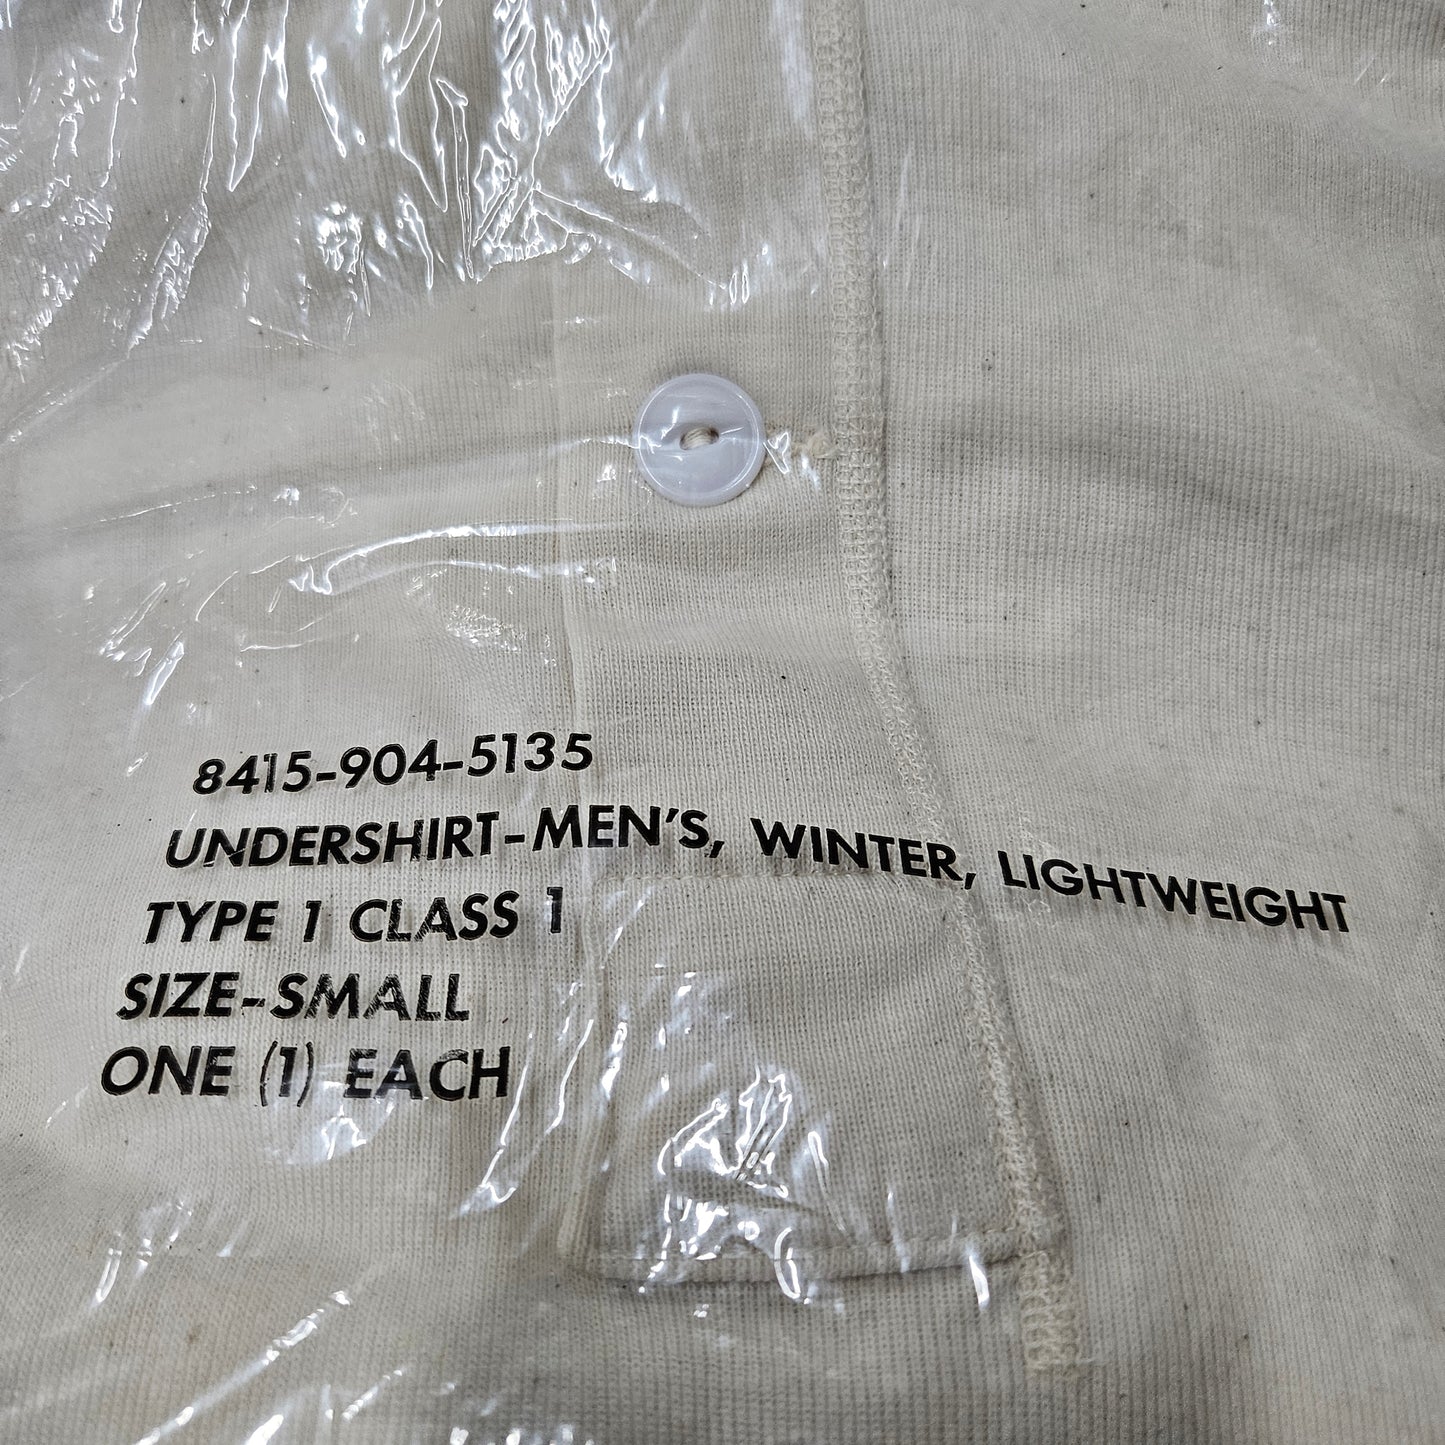 8415-904-5135
UNDERSHIRT-MEN'S, WINTER, LIGHTWEIGHT
TYPE 1 CLASS 1
SIZE-SMALL
ONE (1) EACH